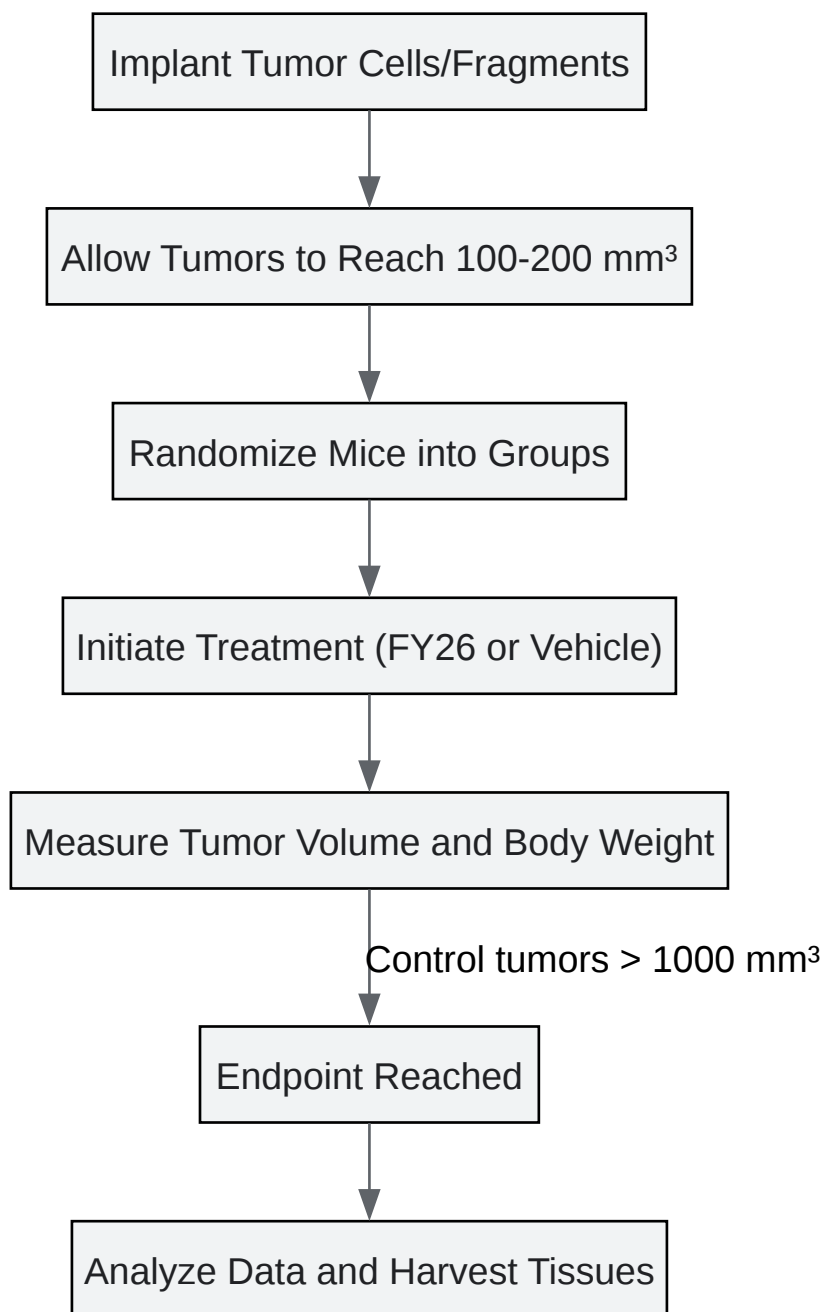 Implant Tumor Cells/Fragments
Allow Tumors to Reach 100-200 mm³
Randomize Mice into Groups
Initiate Treatment (FY26 or Vehicle)
Measure Tumor Volume and Body Weight
Control tumors > 1000 mm³
Endpoint Reached
Analyze Data and Harvest Tissues